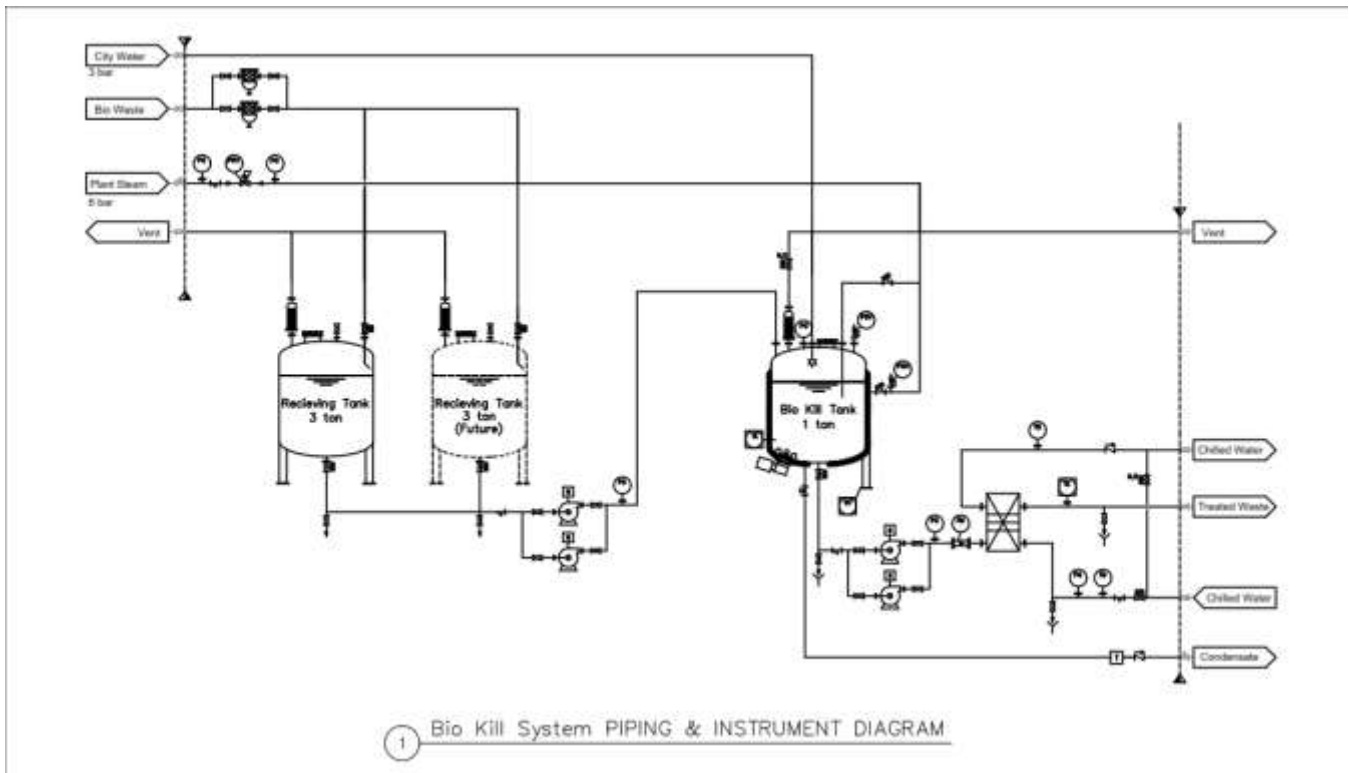 City Water
3 bar
Bio Waste
Plant Steam
6 bar
Vent
Vent
Recieving Tank
3 ton
Recieving Tank
3 ton
(Future)
Bio Kill Tank
1 ton
Chilled Water
Treated Waste
Chilled Water
Condensate
T
1
Bio Kill System PIPING & INSTRUMENT DIAGRAM